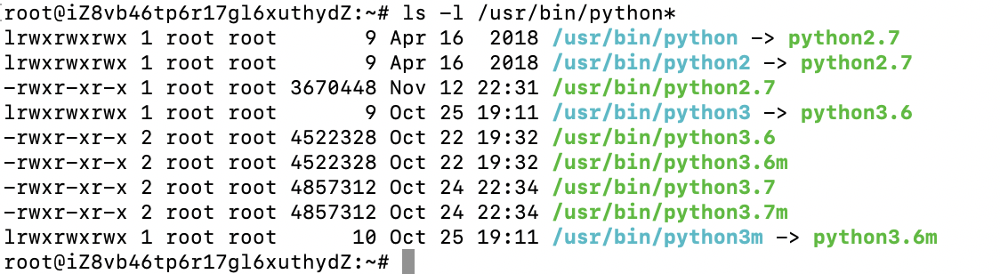 root@iZ8vb46tp6r17gl6xuthydZ:~# ls -l /usr/bin/python*
lrwxrwxrwx 1 root root       9 Apr 16  2018 /usr/bin/python -> python2.7
lrwxrwxrwx 1 root root       9 Apr 16  2018 /usr/bin/python2 -> python2.7
-rwxr-xr-x 1 root root 3670448 Nov 12 22:31 /usr/bin/python2.7
lrwxrwxrwx 1 root root       9 Oct 25 19:11 /usr/bin/python3 -> python3.6
-rwxr-xr-x 2 root root 4522328 Oct 22 19:32 /usr/bin/python3.6
-rwxr-xr-x 2 root root 4522328 Oct 22 19:32 /usr/bin/python3.6m
-rwxr-xr-x 2 root root 4857312 Oct 24 22:34 /usr/bin/python3.7
-rwxr-xr-x 2 root root 4857312 Oct 24 22:34 /usr/bin/python3.7m
lrwxrwxrwx 1 root root      10 Oct 25 19:11 /usr/bin/python3m -> python3.6m
root@iZ8vb46tp6r17gl6xuthydZ:~#